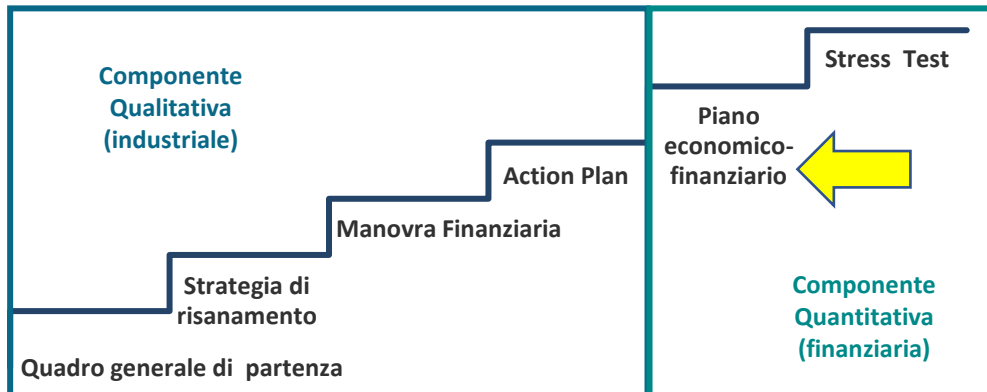 Componente
Qualitativa
(industriale)
Quadro generale di partenza
Strategia di
risanamento
Manovra Finanziaria
Action Plan
Piano
economico-
finanziario
Stress Test
Componente
Quantitativa
(finanziaria)